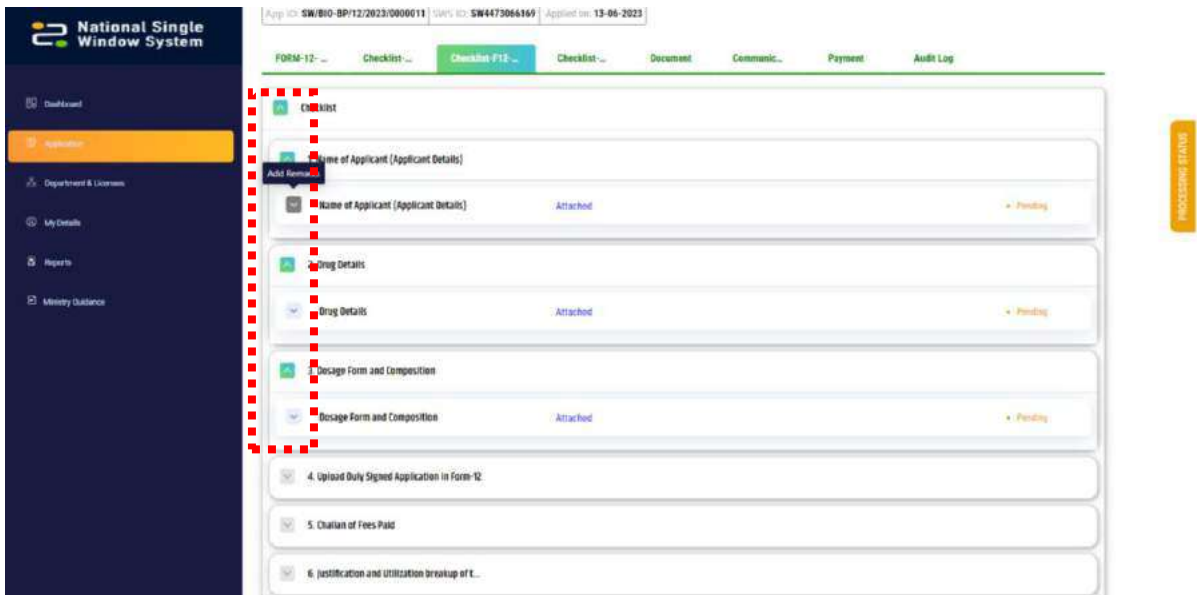 National Single
Window System
App ID: SW/BIO-BP/12/2023/0000011 SWS ID: SW4473066169 Applied on: 13-06-2023
FORM-12- ... Checklist-... Checklist-F12-... Checklist-... Document Communic... Payment Audit Log
Dashboard
Application
Department & Licenses
My Details
Reports
Ministry Guidance
Checklist
1. Name of Applicant (Applicant Details)
Add Remarks
Name of Applicant (Applicant Details) Attached Pending
2. Drug Details
Drug Details Attached Pending
3. Dosage Form and Composition
Dosage Form and Composition Attached Pending
4. Upload Duly Signed Application in Form-12
5. Challan of Fees Paid
6. Justification and Utilization breakup of t...
PROCESSING STATUS